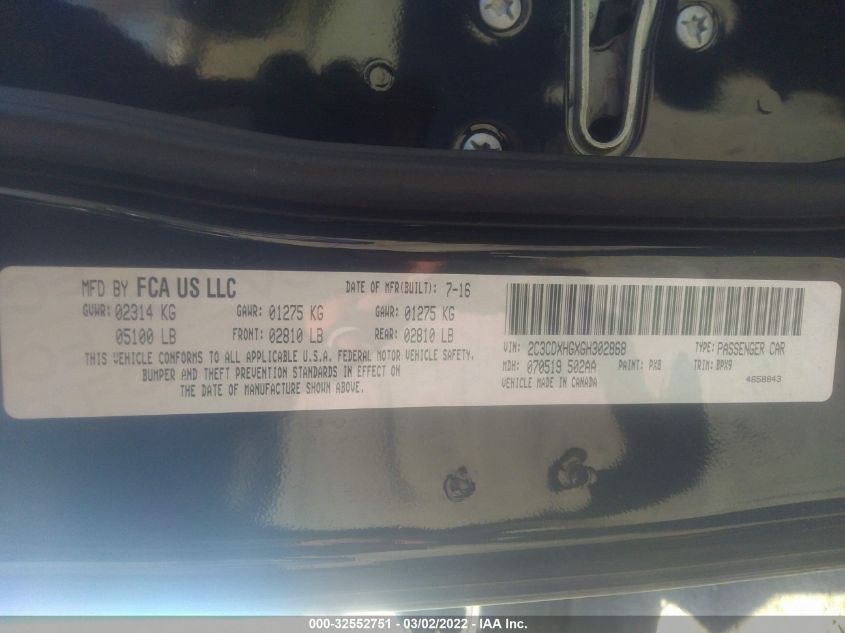 MFD BY FCA US LLC DATE OF MFR(BUILT): 7-16
GVWR: 02314 KG GAWR: 01275 KG GAWR: 01275 KG
05100 LB FRONT: 02810 LB REAR: 02810 LB
THIS VEHICLE CONFORMS TO ALL APPLICABLE U.S.A. FEDERAL MOTOR VEHICLE SAFETY,
BUMPER AND THEFT PREVENTION STANDARDS IN EFFECT ON
THE DATE OF MANUFACTURE SHOWN ABOVE.
VIN: 2C3CDXHGXGH302868 TYPE: PASSENGER CAR
MDH: 070519 502AA PAINT: PX8 TRIM: BPX9
VEHICLE MADE IN CANADA 4658843
000-32552751 - 03/02/2022 - IAA Inc.